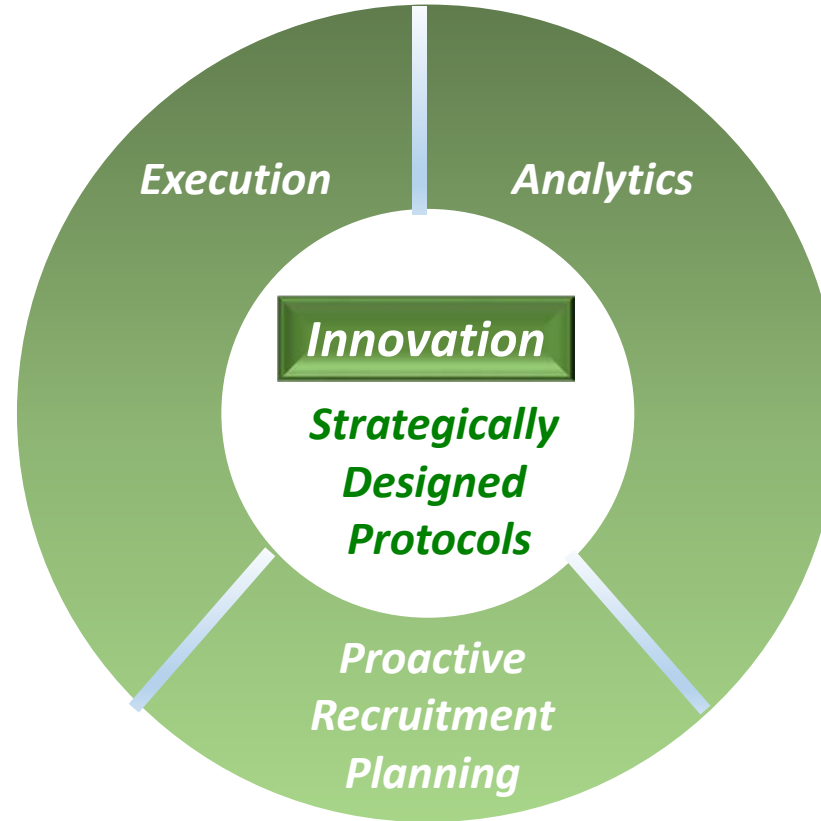 Execution
Analytics
Innovation
Strategically
Designed
Protocols
Proactive
Recruitment
Planning